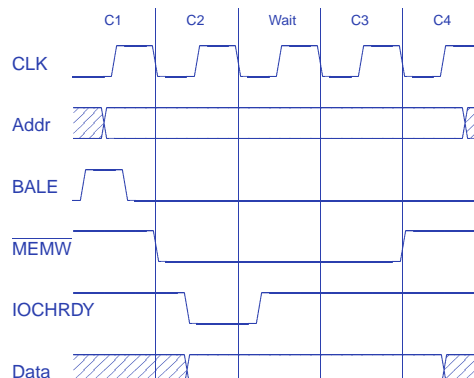 C1 C2 Wait C3 C4
CLK
Addr
BALE
MEMW
IOCHRDY
Data